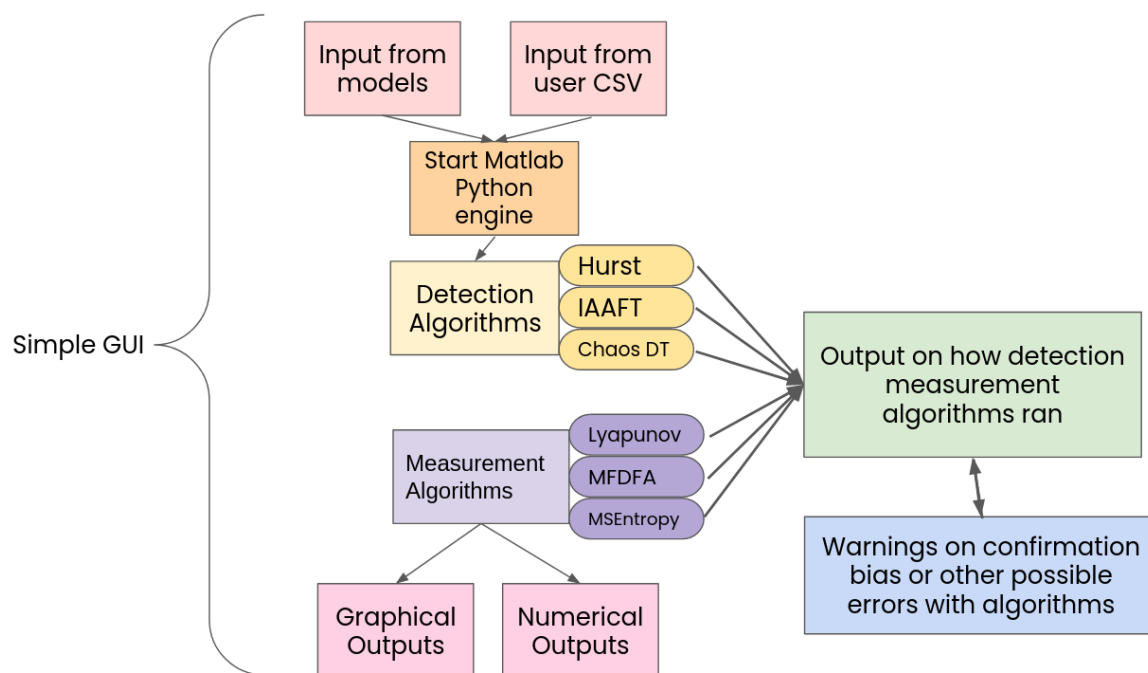 Input from
models
Input from
user CSV
Start Matlab
Python
engine
Detection
Algorithms
Hurst
IAAFT
Chaos DT
Simple GUI
Output on how detection
measurement
algorithms ran
Measurement
Algorithms
Lyapunov
MFDFA
MSEntropy
Warnings on confirmation
bias or other possible
errors with algorithms
Graphical
Outputs
Numerical
Outputs